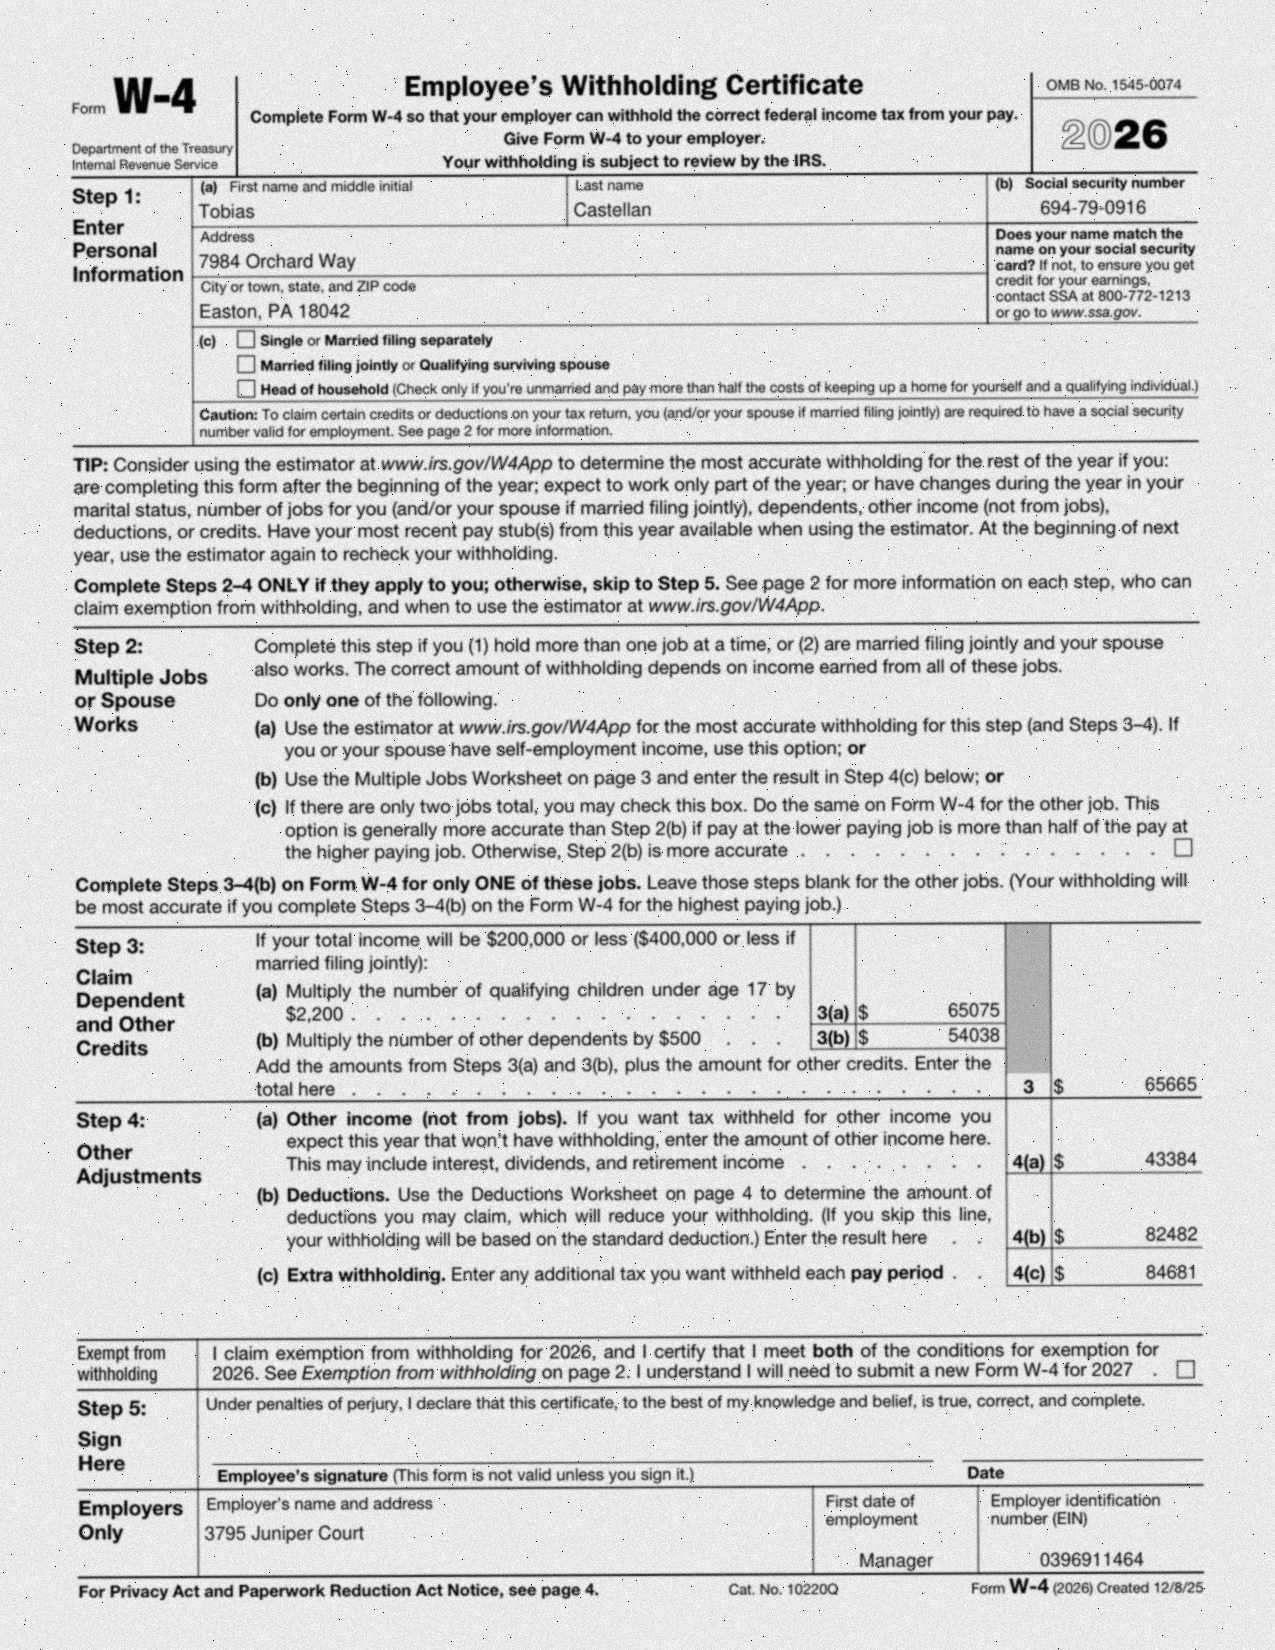 Form W-4
Department of the Treasury
Internal Revenue Service
Employee's Withholding Certificate
Complete Form W-4 so that your employer can withhold the correct federal income tax from your pay.
Give Form W-4 to your employer.
Your withholding is subject to review by the IRS.
OMB No. 1545-0074
2026
Step 1:
Enter
Personal
Information
(a) First name and middle initial
Tobias
Last name
Castellan
(b) Social security number
694-79-0916
Address
7984 Orchard Way
City or town, state, and ZIP code
Easton, PA 18042
Does your name match the
name on your social security
card? If not, to ensure you get
credit for your earnings,
contact SSA at 800-772-1213
or go to www.ssa.gov.
(c) Single or Married filing separately
Married filing jointly or Qualifying surviving spouse
Head of household (Check only if you're unmarried and pay more than half the costs of keeping up a home for yourself and a qualifying individual.)
Caution: To claim certain credits or deductions on your tax return, you (and/or your spouse if married filing jointly) are required to have a social security
number valid for employment. See page 2 for more information.
TIP: Consider using the estimator at www.irs.gov/W4App to determine the most accurate withholding for the rest of the year if you:
are completing this form after the beginning of the year; expect to work only part of the year; or have changes during the year in your
marital status, number of jobs for you (and/or your spouse if married filing jointly), dependents, other income (not from jobs),
deductions, or credits. Have your most recent pay stub(s) from this year available when using the estimator. At the beginning of next
year, use the estimator again to recheck your withholding.
Complete Steps 2–4 ONLY if they apply to you; otherwise, skip to Step 5. See page 2 for more information on each step, who can
claim exemption from withholding, and when to use the estimator at www.irs.gov/W4App.
Step 2:
Multiple Jobs
or Spouse
Works
Complete this step if you (1) hold more than one job at a time, or (2) are married filing jointly and your spouse
also works. The correct amount of withholding depends on income earned from all of these jobs.
Do only one of the following.
(a) Use the estimator at www.irs.gov/W4App for the most accurate withholding for this step (and Steps 3–4). If
you or your spouse have self-employment income, use this option; or
(b) Use the Multiple Jobs Worksheet on page 3 and enter the result in Step 4(c) below; or
(c) If there are only two jobs total, you may check this box. Do the same on Form W-4 for the other job. This
option is generally more accurate than Step 2(b) if pay at the lower paying job is more than half of the pay at
the higher paying job. Otherwise, Step 2(b) is more accurate . . . . . . . . . . . . . . . .
Complete Steps 3–4(b) on Form W-4 for only ONE of these jobs. Leave those steps blank for the other jobs. (Your withholding will
be most accurate if you complete Steps 3–4(b) on the Form W-4 for the highest paying job.)
Step 3:
Claim
Dependent
and Other
Credits
If your total income will be $200,000 or less ($400,000 or less if
married filing jointly):
(a) Multiply the number of qualifying children under age 17 by
$2,200 . . . . . . . . . . . . . . . . . . 3(a) $ 65075
(b) Multiply the number of other dependents by $500 . . . 3(b) $ 54038
Add the amounts from Steps 3(a) and 3(b), plus the amount for other credits. Enter the
total here . . . . . . . . . . . . . . . . . . . . . . . . . . 3 $ 65665
Step 4:
Other
Adjustments
(a) Other income (not from jobs). If you want tax withheld for other income you
expect this year that won't have withholding, enter the amount of other income here.
This may include interest, dividends, and retirement income . . . . . . . . 4(a) $ 43384
(b) Deductions. Use the Deductions Worksheet on page 4 to determine the amount of
deductions you may claim, which will reduce your withholding. (If you skip this line,
your withholding will be based on the standard deduction.) Enter the result here . . 4(b) $ 82482
(c) Extra withholding. Enter any additional tax you want withheld each pay period . . 4(c) $ 84681
Exempt from
withholding
I claim exemption from withholding for 2026, and I certify that I meet both of the conditions for exemption for
2026. See Exemption from withholding on page 2. I understand I will need to submit a new Form W-4 for 2027 .
Step 5:
Sign
Here
Under penalties of perjury, I declare that this certificate, to the best of my knowledge and belief, is true, correct, and complete.
Employee's signature (This form is not valid unless you sign it.)
Date
Employers
Only
Employer's name and address
3795 Juniper Court
First date of
employment
Manager
Employer identification
number (EIN)
0396911464
For Privacy Act and Paperwork Reduction Act Notice, see page 4.
Cat. No. 10220Q
Form W-4 (2026) Created 12/8/25